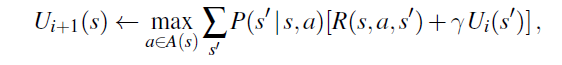 U_{i+1}(s) ← max_{a∈A(s)} ∑_{s′} P(s′ | s,a)[R(s,a,s′) + γ U_i(s′)] ,